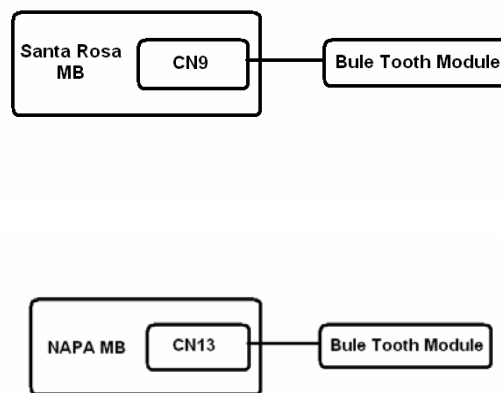 Santa Rosa
MB
CN9
Bule Tooth Module
NAPA MB
CN13
Bule Tooth Module